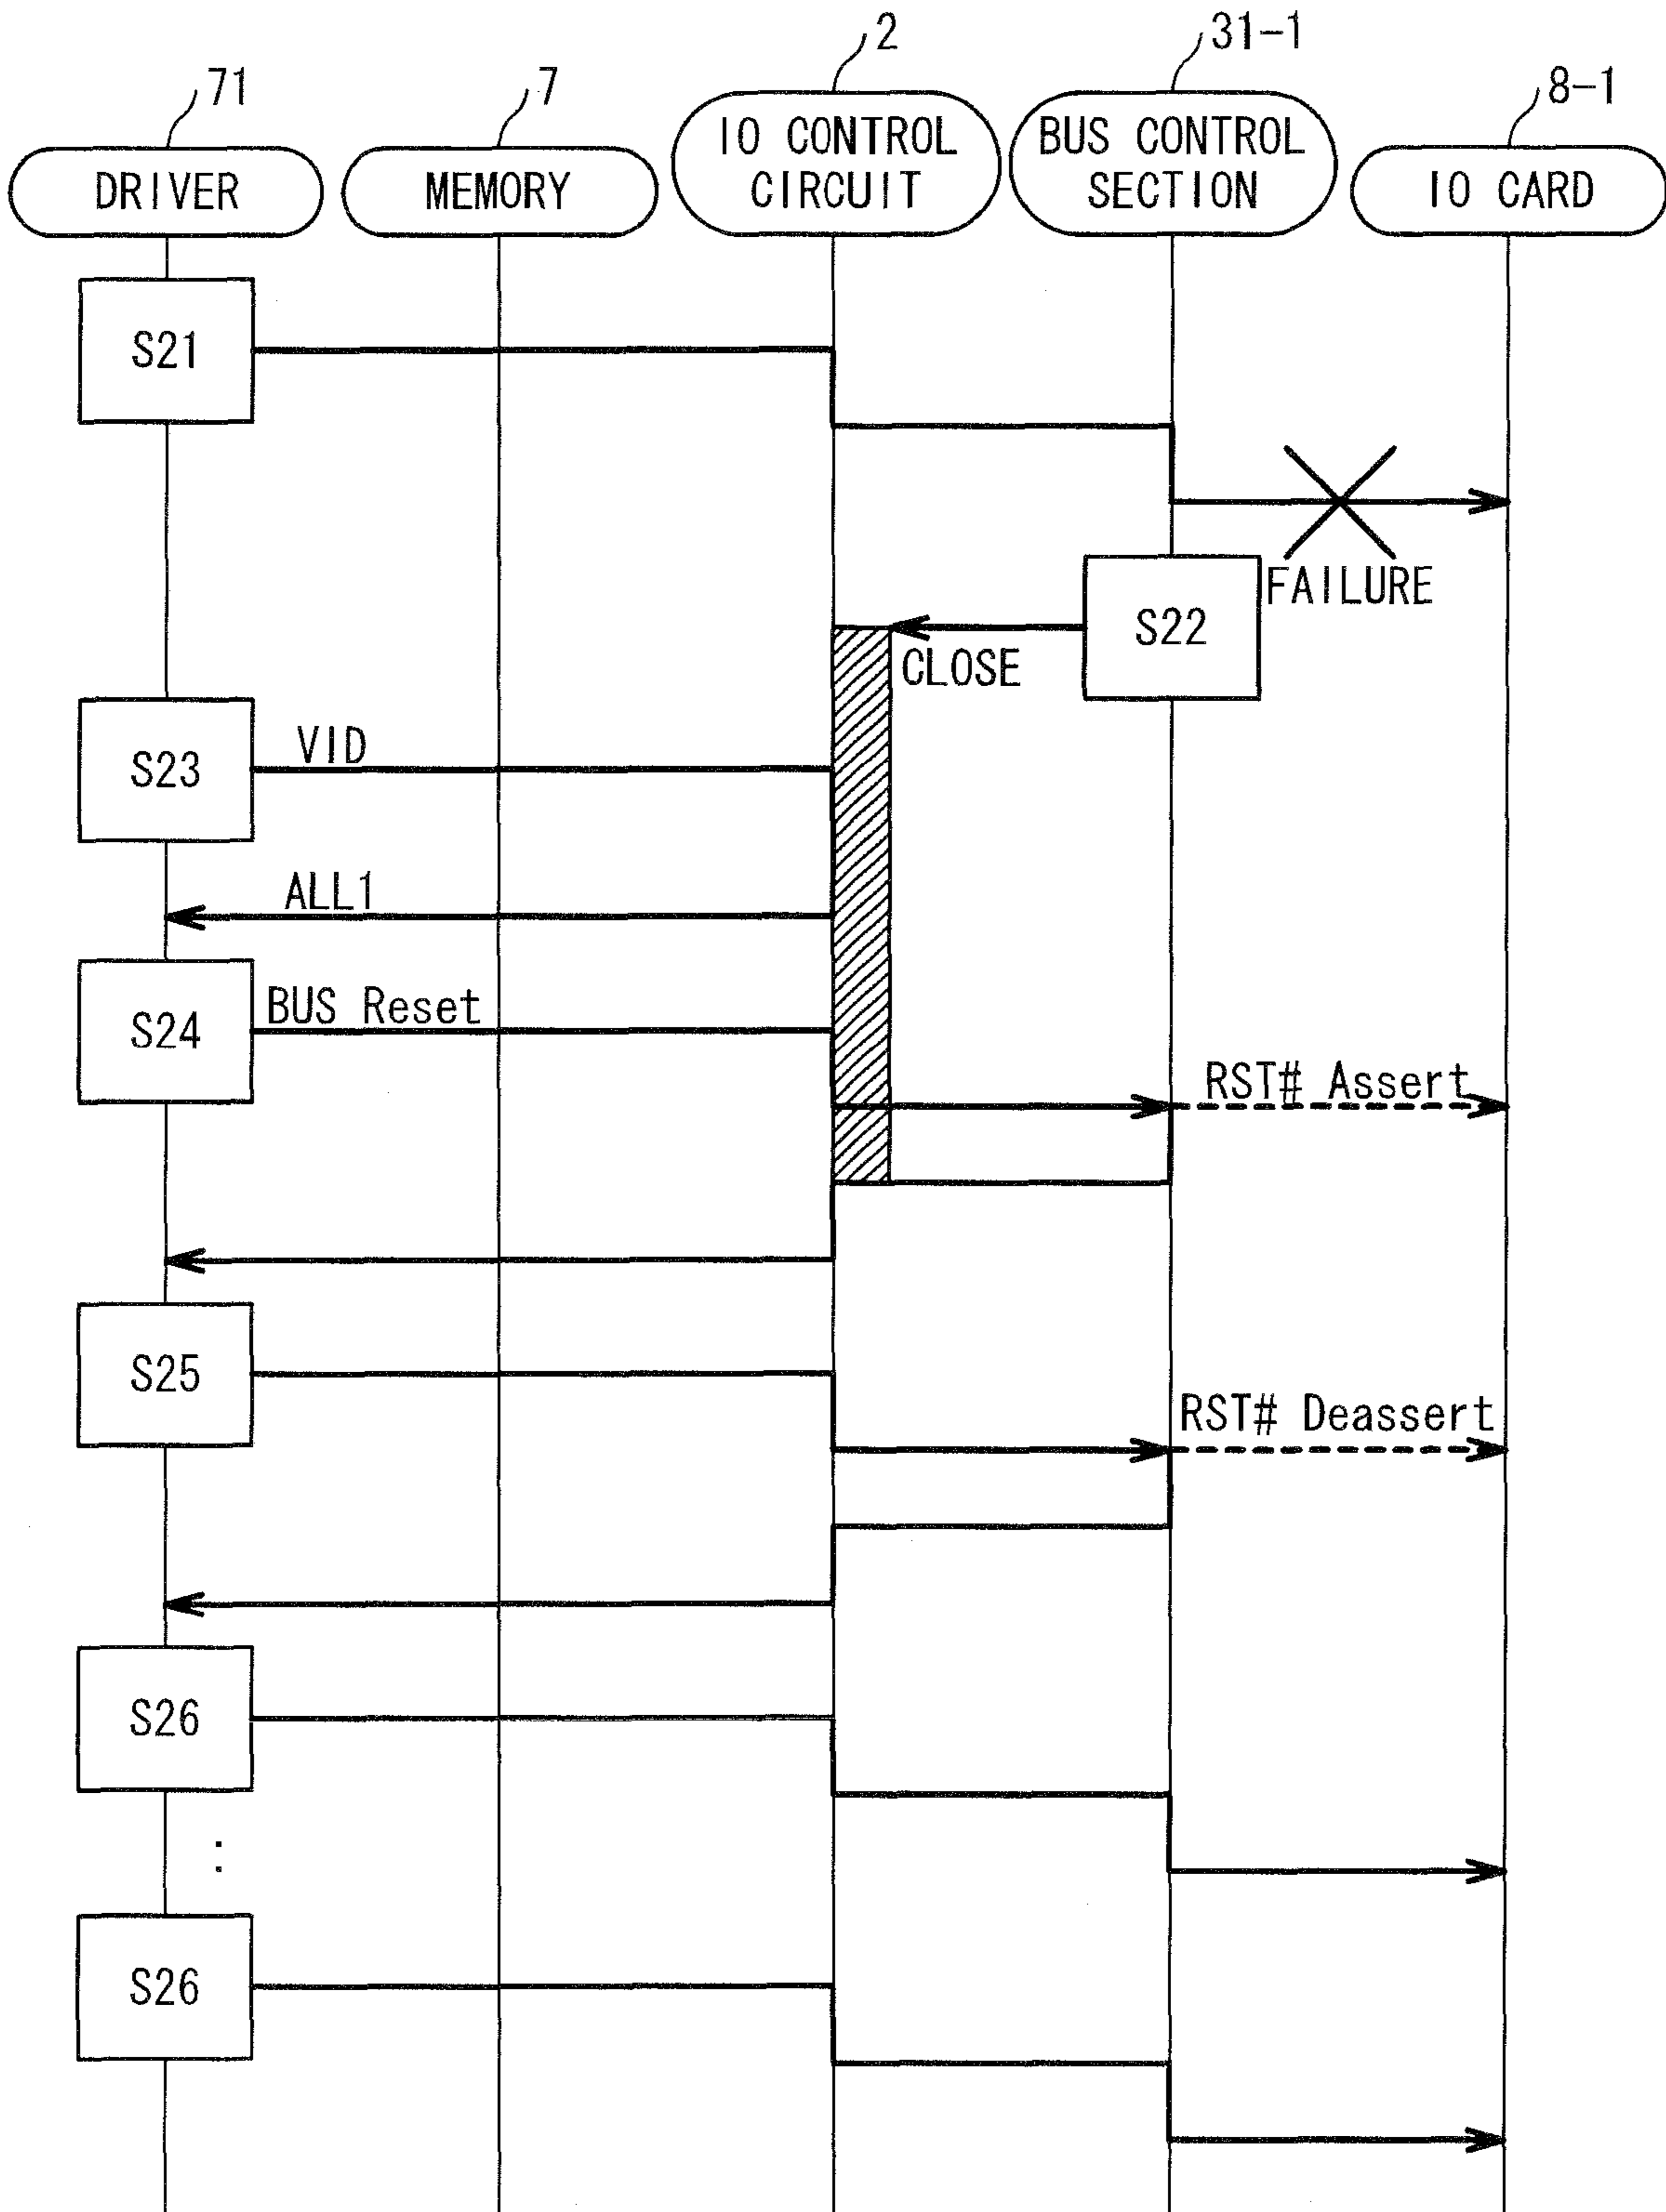 2
31-1
71
7
8-1
IO CONTROL
CIRCUIT
BUS CONTROL
SECTION
DRIVER
MEMORY
IO CARD
S21
FAILURE
S22
CLOSE
S23
VID
ALL1
S24
BUS Reset
RST# Assert
S25
RST# Deassert
S26
:
S26